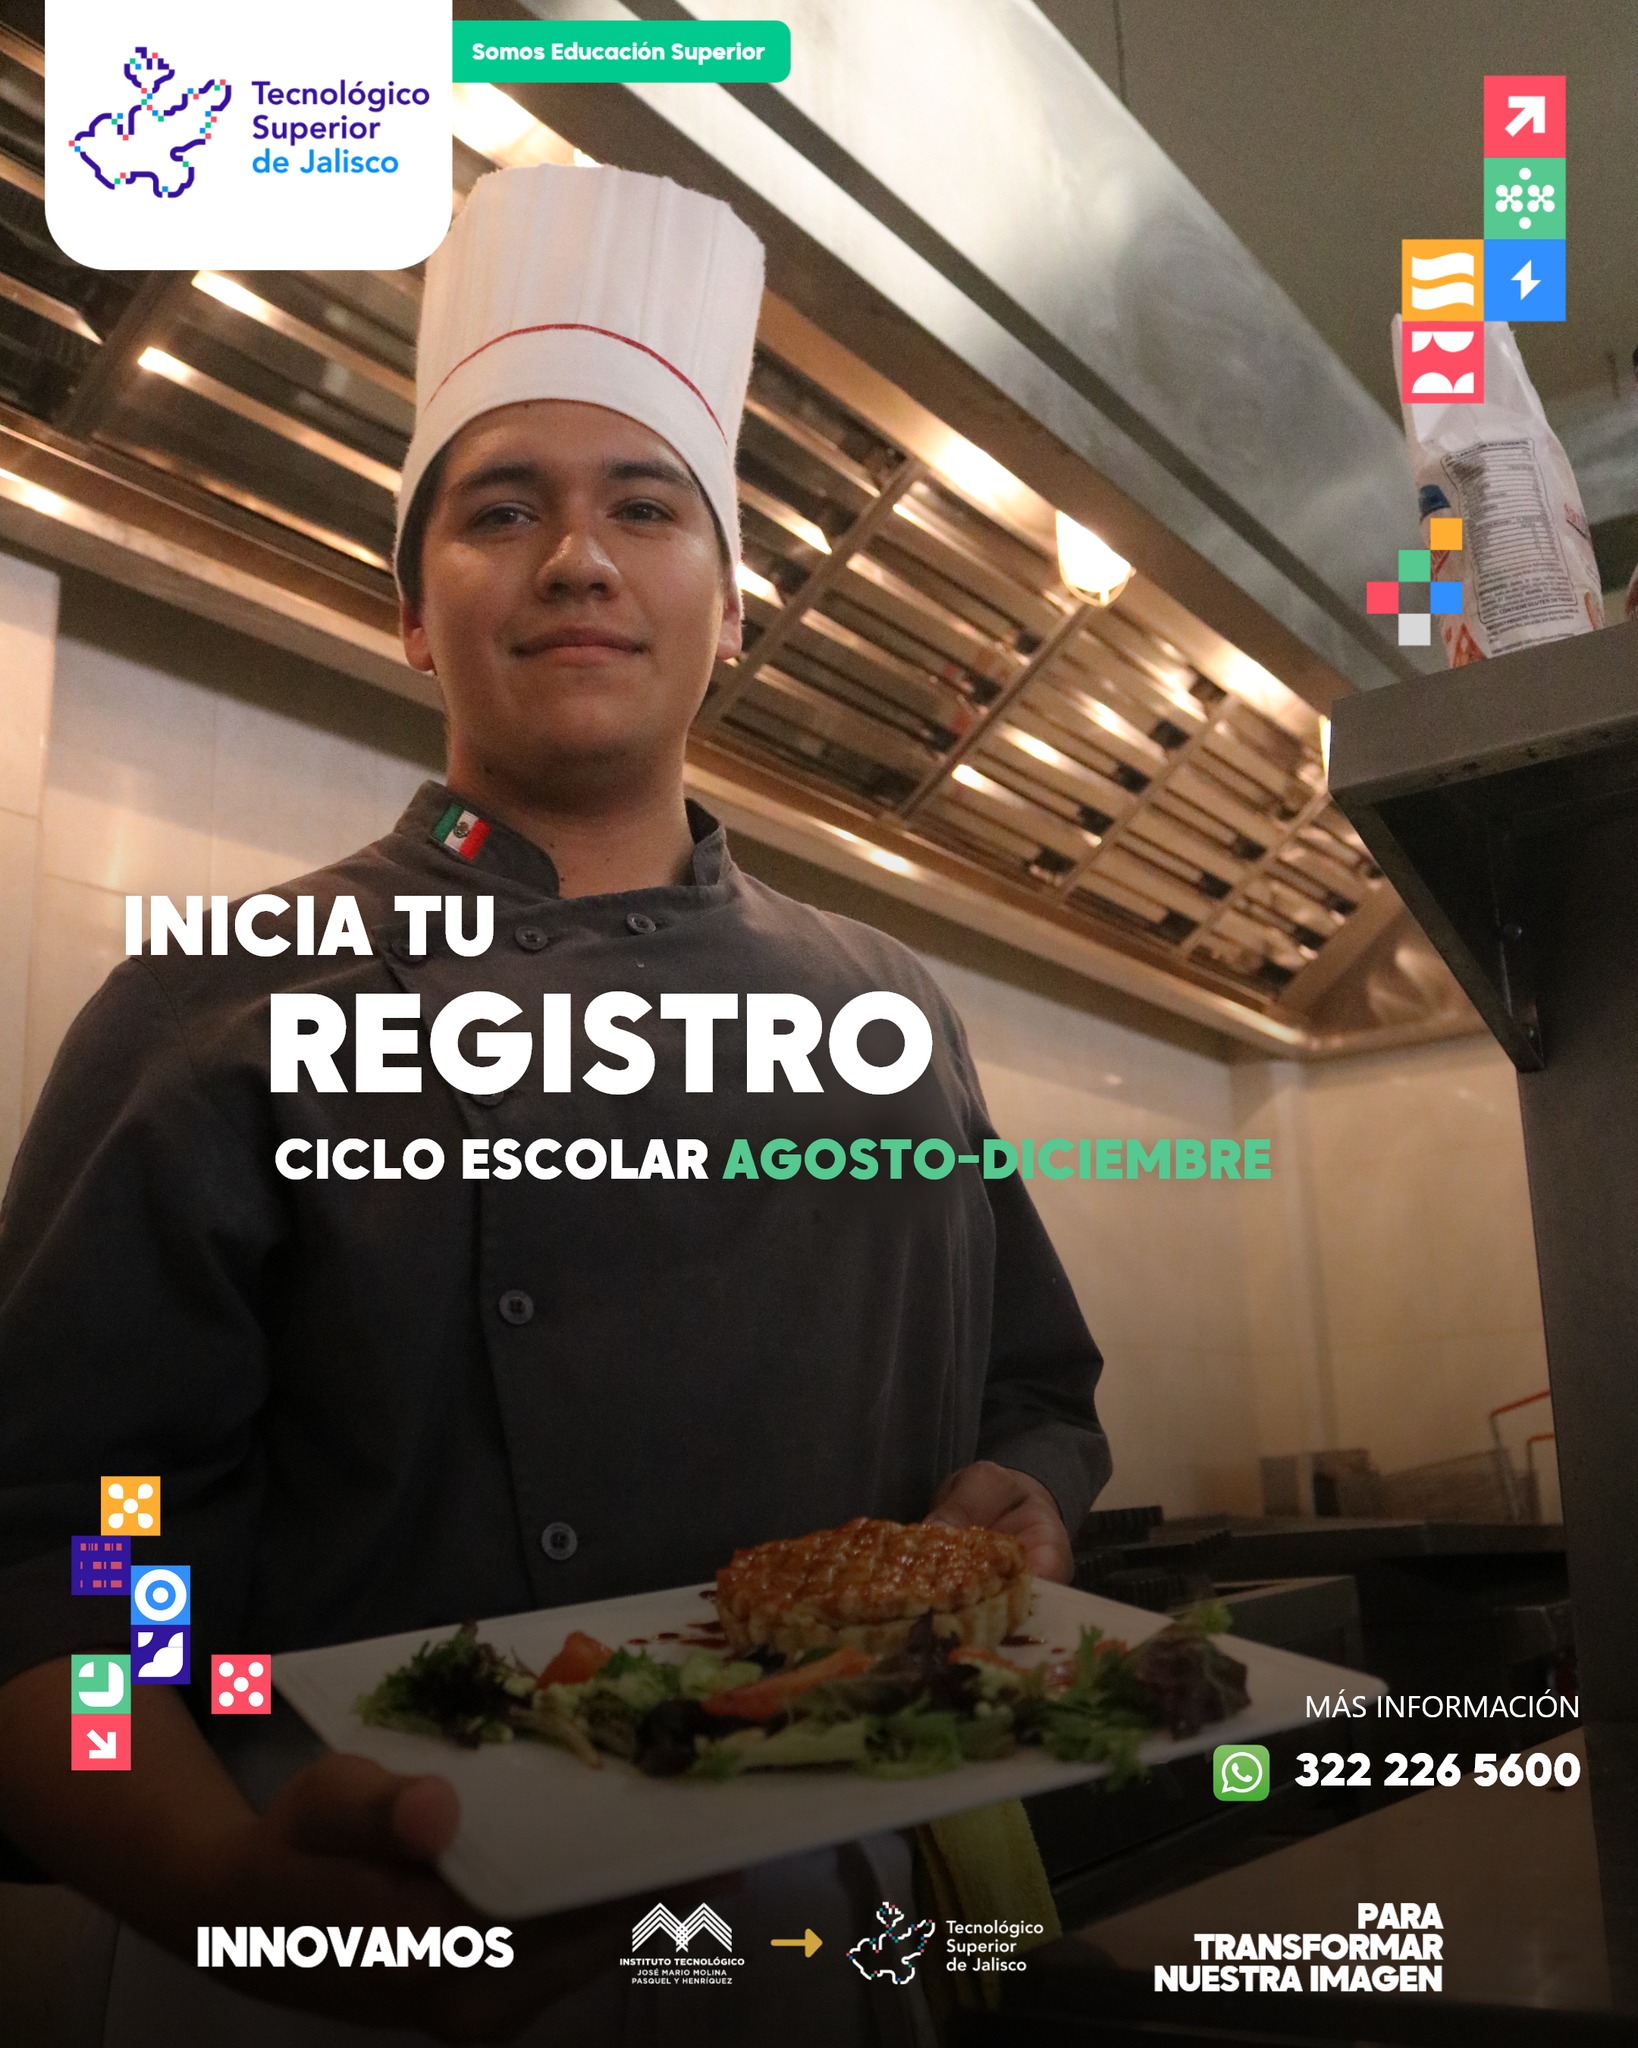 Somos Educación Superior
Tecnológico
Superior
de Jalisco
INICIA TU
REGISTRO
CICLO ESCOLAR AGOSTO-DICIEMBRE
MÁS INFORMACIÓN
322 226 5600
INNOVAMOS
INSTITUTO TECNOLÓGICO
JOSÉ MARIO MOLINA
PASQUEL Y HENRÍQUEZ
Tecnológico
Superior
de Jalisco
PARA
TRANSFORMAR
NUESTRA IMAGEN